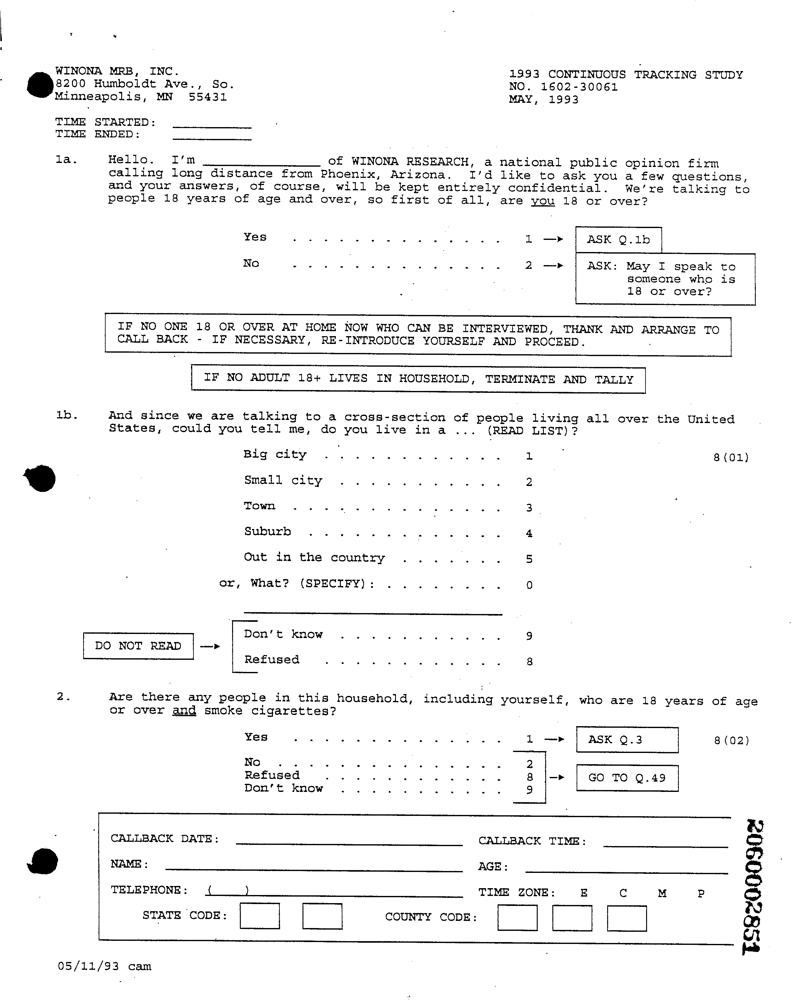 WINONA MRB, INC.
8200 Humboldt Ave., So.
Minneapolis, MN 55431
1993 CONTINUOUS TRACKING STUDY
NO. 1602-30061
MAY, 1993
TIME STARTED: ___________
TIME ENDED: ___________
1a. Hello. I'm ________________ of WINONA RESEARCH, a national public opinion firm
calling long distance from Phoenix, Arizona. I'd like to ask you a few questions,
and your answers, of course, will be kept entirely confidential. We're talking to
people 18 years of age and over, so first of all, are you 18 or over?
Yes . . . . . . . . . . . . . . 1 → ASK Q.1b
No . . . . . . . . . . . . . . 2 → ASK: May I speak to
someone who is
18 or over?
IF NO ONE 18 OR OVER AT HOME NOW WHO CAN BE INTERVIEWED, THANK AND ARRANGE TO
CALL BACK - IF NECESSARY, RE-INTRODUCE YOURSELF AND PROCEED.
IF NO ADULT 18+ LIVES IN HOUSEHOLD, TERMINATE AND TALLY
1b. And since we are talking to a cross-section of people living all over the United
States, could you tell me, do you live in a ... (READ LIST)?
Big city . . . . . . . . . . . . 1 8(01)
Small city . . . . . . . . . . . 2
Town . . . . . . . . . . . . . . 3
Suburb . . . . . . . . . . . . . 4
Out in the country . . . . . . . 5
or, What? (SPECIFY): . . . . . . . . 0
DO NOT READ →
Don't know . . . . . . . . . . . 9
Refused . . . . . . . . . . . . 8
2. Are there any people in this household, including yourself, who are 18 years of age
or over and smoke cigarettes?
Yes . . . . . . . . . . . . . . 1 → ASK Q.3 8(02)
No . . . . . . . . . . . . . . . 2
Refused . . . . . . . . . . . . 8 → GO TO Q.49
Don't know . . . . . . . . . . . 9
CALLBACK DATE: ____________________ CALLBACK TIME: ____________________
NAME: ____________________ AGE: ____________________
TELEPHONE: ( ) ____________________ TIME ZONE: E C M P
STATE CODE: COUNTY CODE:
2060002851
05/11/93 cam